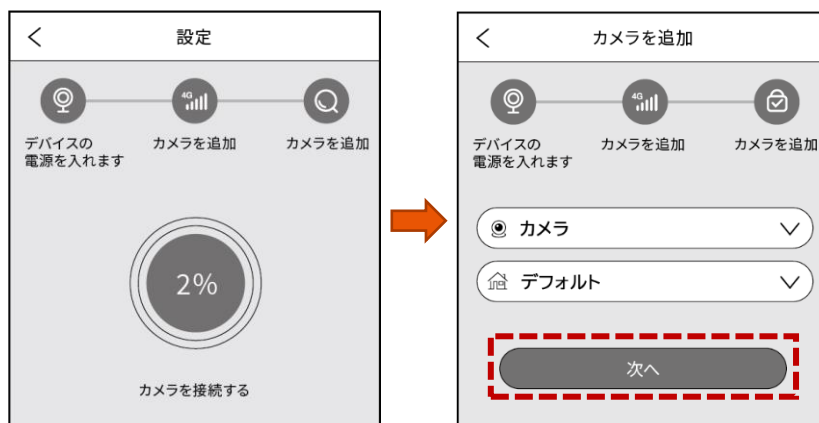 設定
4G
デバイスの
電源を入れます
カメラを追加
カメラを追加
2%
カメラを接続する
カメラを追加
4G
デバイスの
電源を入れます
カメラを追加
カメラを追加
カメラ
デフォルト
次へ